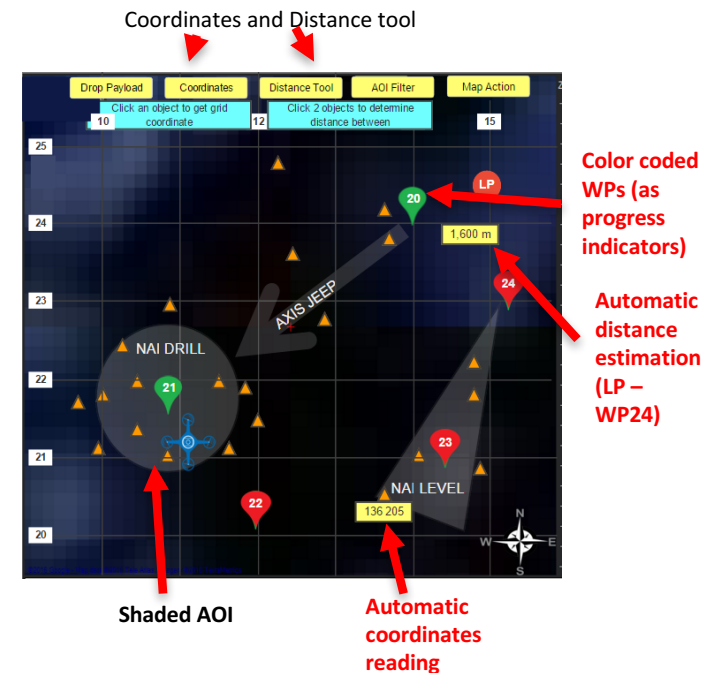 Coordinates and Distance tool
Drop Payload
Coordinates
Distance Tool
AOI Filter
Map Action
Click an object to get grid
coordinate
Click 2 objects to determine
distance between
10
12
15
25
24
23
22
21
20
20
LP
1,600 m
24
AXIS JEEP
NAI DRILL
21
23
22
NAI LEVEL
136 205
N
W
E
S
Color coded
WPs (as
progress
indicators)
Automatic
distance
estimation
(LP –
WP24)
Shaded AOI
Automatic
coordinates
reading